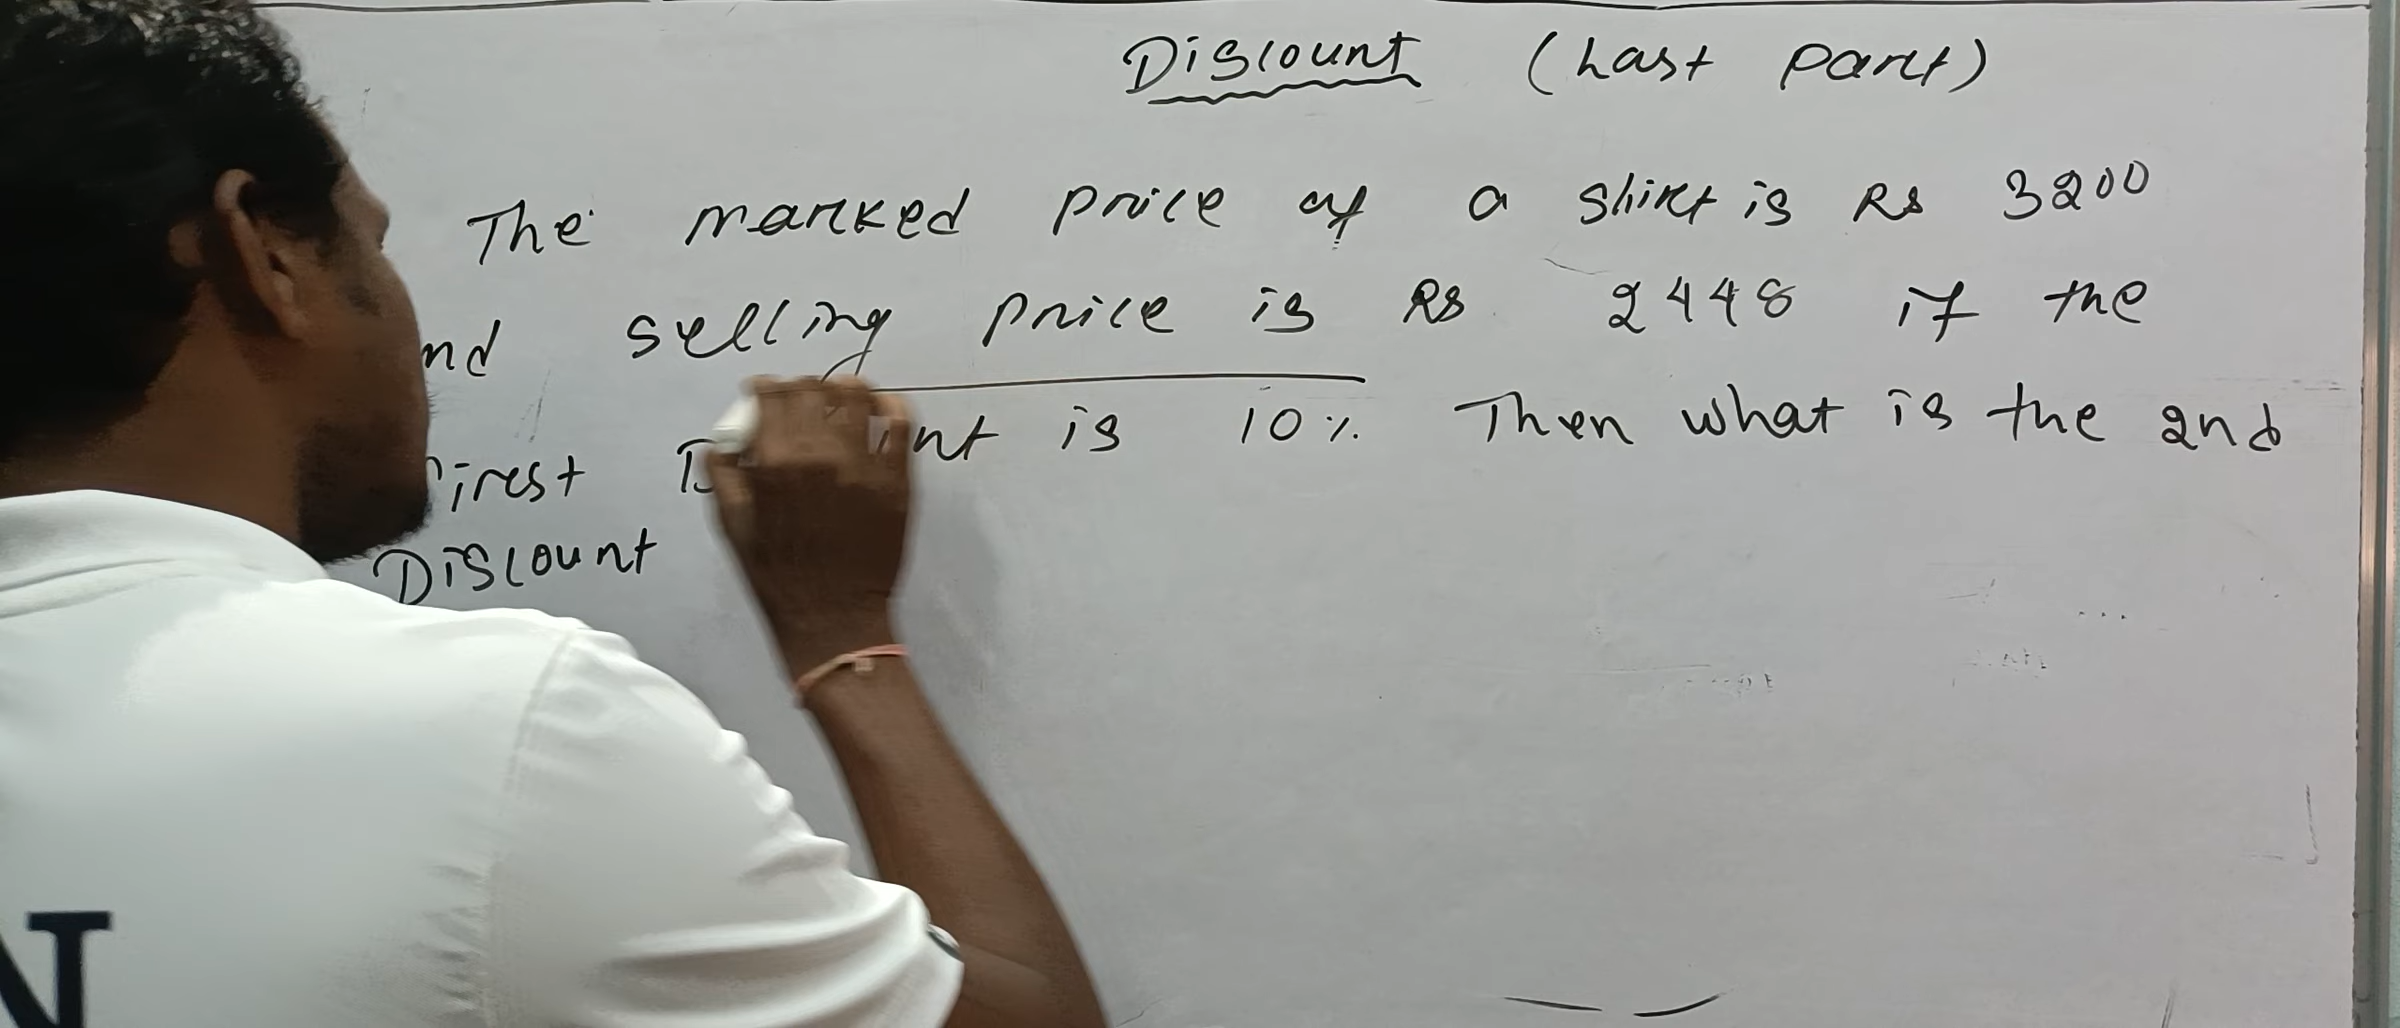 Discount (Last Part)
The marked price of a shirt is Rs 3200
nd selling price is Rs 2448 if the
irst is 10% Then what is the 2nd
Discount
N